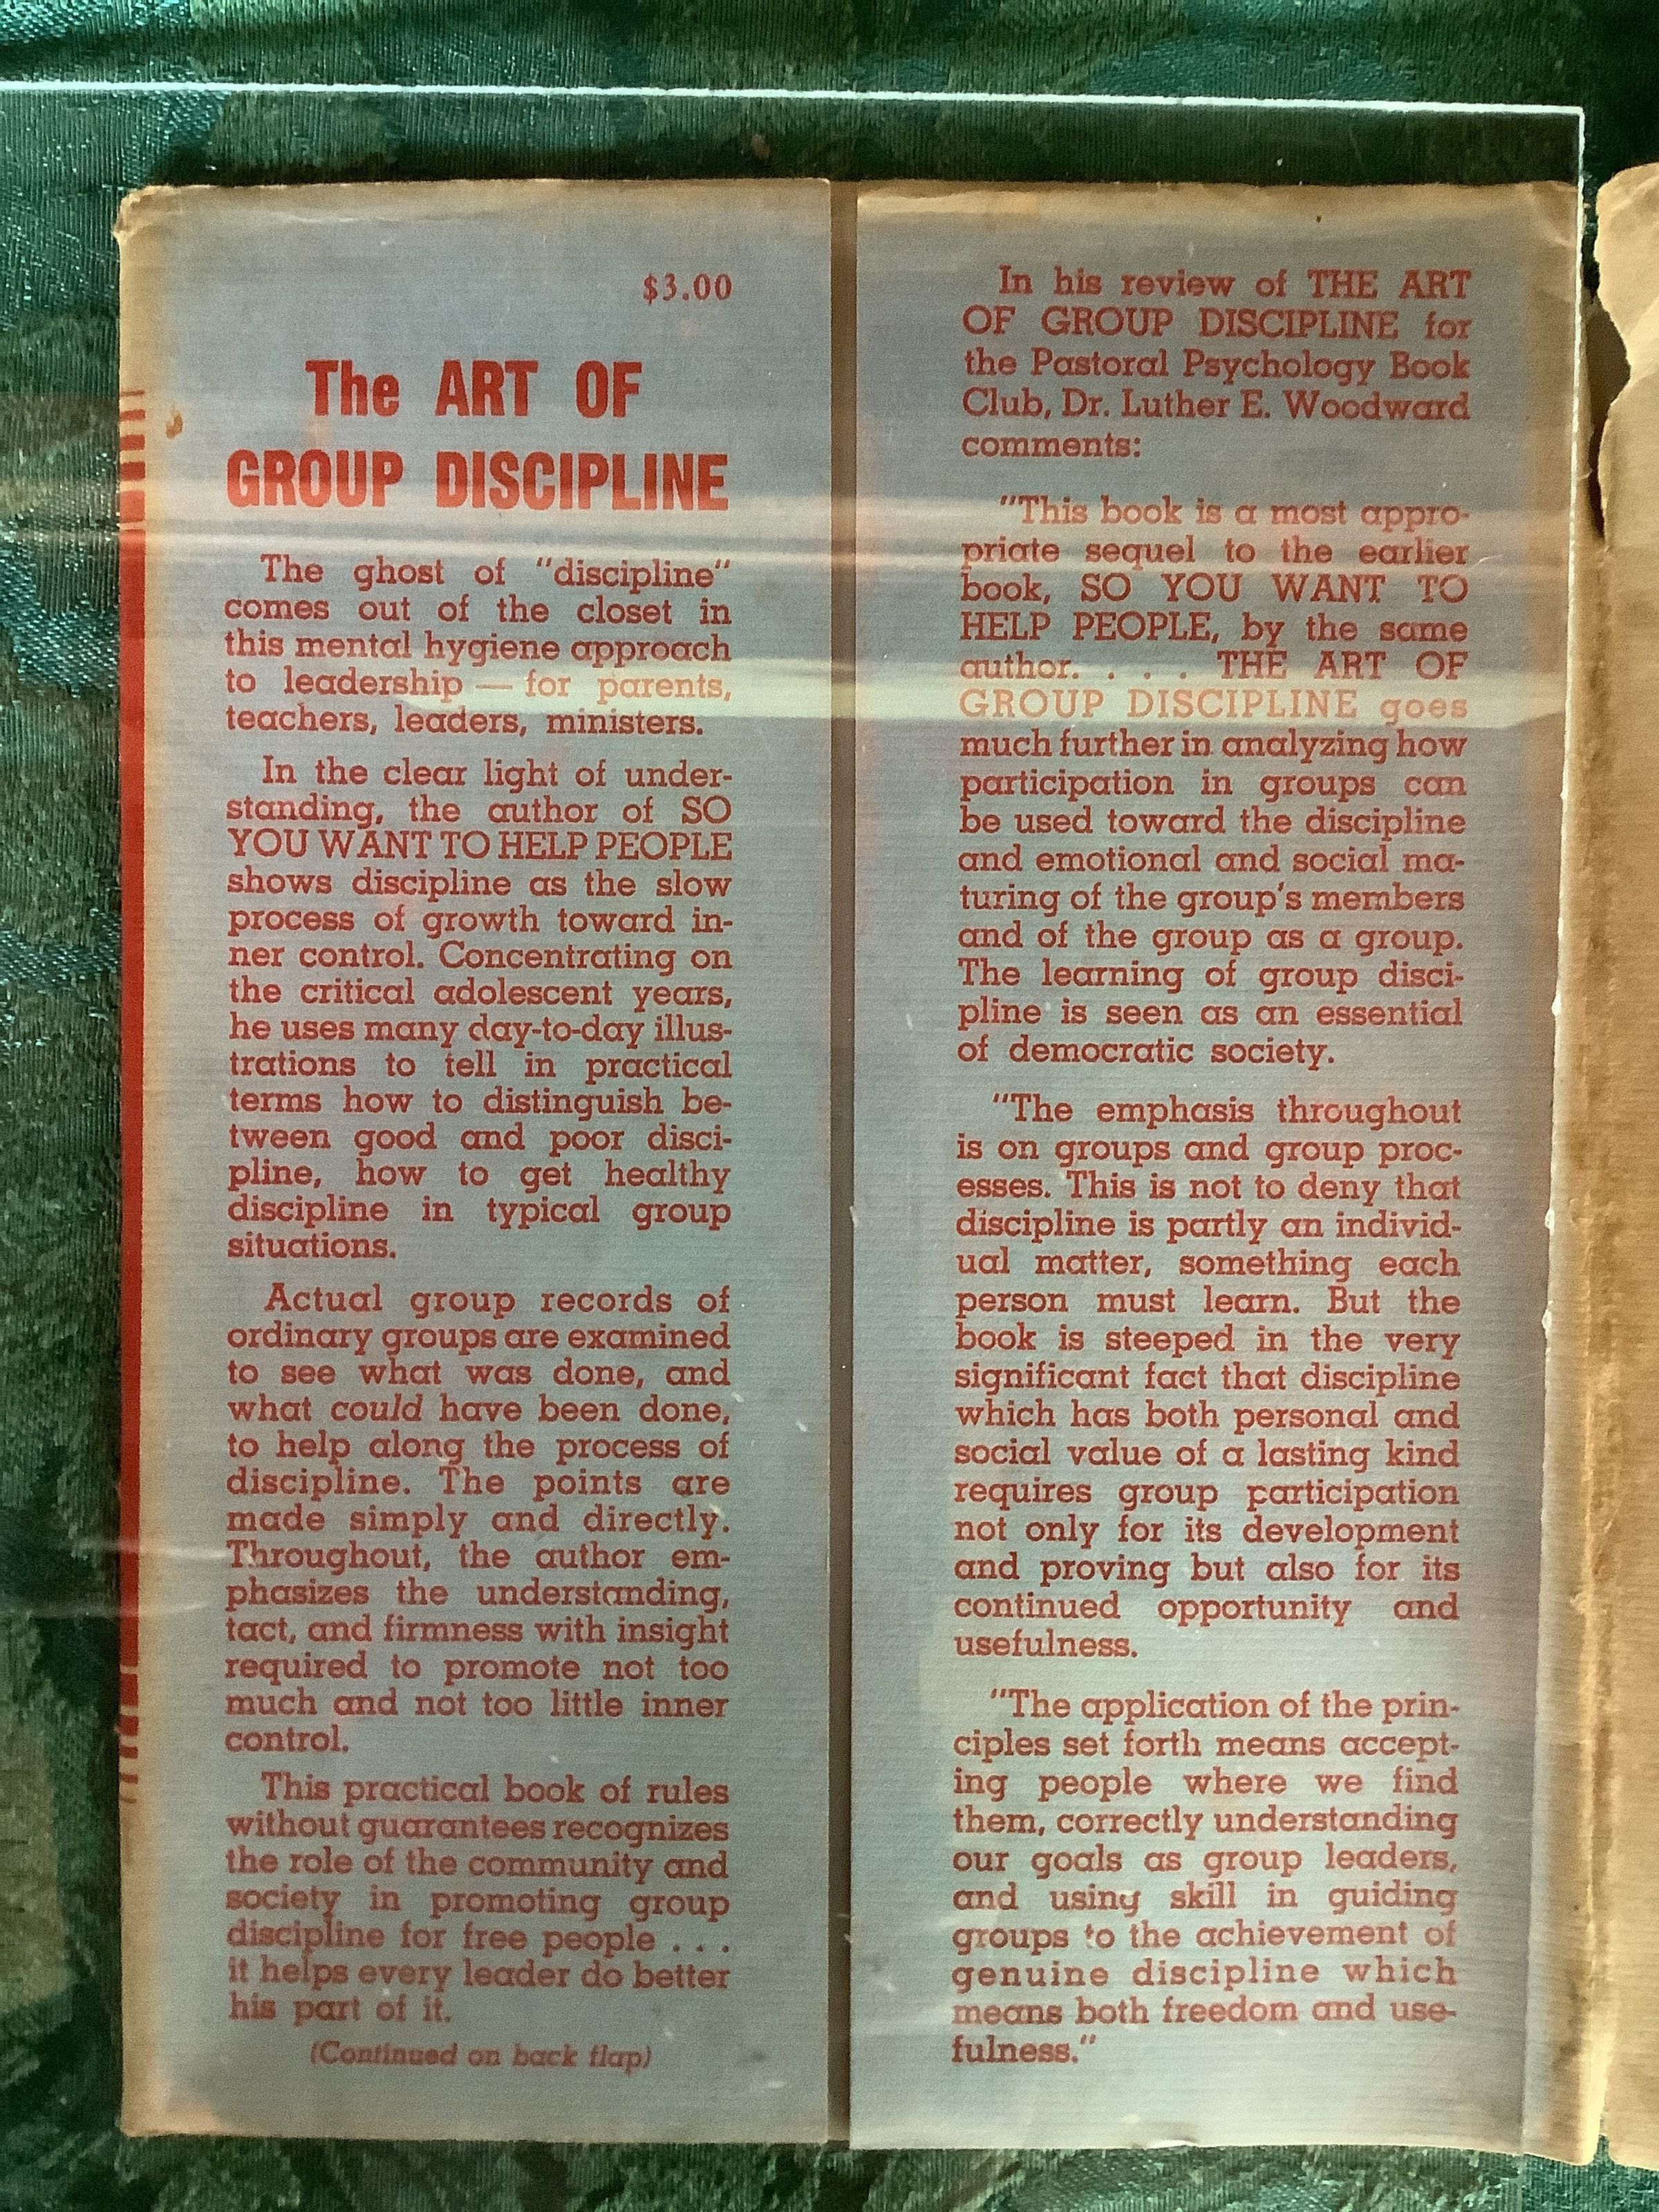 $3.00
The ART OF
GROUP DISCIPLINE
The ghost of "discipline"
comes out of the closet in
this mental hygiene approach
to leadership — for parents,
teachers, leaders, ministers.
In the clear light of under-
standing, the author of SO
YOU WANT TO HELP PEOPLE
shows discipline as the slow
process of growth toward in-
ner control. Concentrating on
the critical adolescent years,
he uses many day-to-day illus-
trations to tell in practical
terms how to distinguish be-
tween good and poor disci-
pline, how to get healthy
discipline in typical group
situations.
Actual group records of
ordinary groups are examined
to see what was done, and
what could have been done,
to help along the process of
discipline. The points are
made simply and directly.
Throughout, the author em-
phasizes the understanding,
tact, and firmness with insight
required to promote not too
much and not too little inner
control.
This practical book of rules
without guarantees recognizes
the role of the community and
society in promoting group
discipline for free people . . .
it helps every leader do better
his part of it.
(Continued on back flap)
In his review of THE ART
OF GROUP DISCIPLINE for
the Pastoral Psychology Book
Club, Dr. Luther E. Woodward
comments:
"This book is a most appro-
priate sequel to the earlier
book, SO YOU WANT TO
HELP PEOPLE, by the same
author. . . . THE ART OF
GROUP DISCIPLINE goes
much further in analyzing how
participation in groups can
be used toward the discipline
and emotional and social ma-
turing of the group's members
and of the group as a group.
The learning of group disci-
pline is seen as an essential
of democratic society.
"The emphasis throughout
is on groups and group proc-
esses. This is not to deny that
discipline is partly an individ-
ual matter, something each
person must learn. But the
book is steeped in the very
significant fact that discipline
which has both personal and
social value of a lasting kind
requires group participation
not only for its development
and proving but also for its
continued opportunity and
usefulness.
"The application of the prin-
ciples set forth means accept-
ing people where we find
them, correctly understanding
our goals as group leaders,
and using skill in guiding
groups to the achievement of
genuine discipline which
means both freedom and use-
fulness."